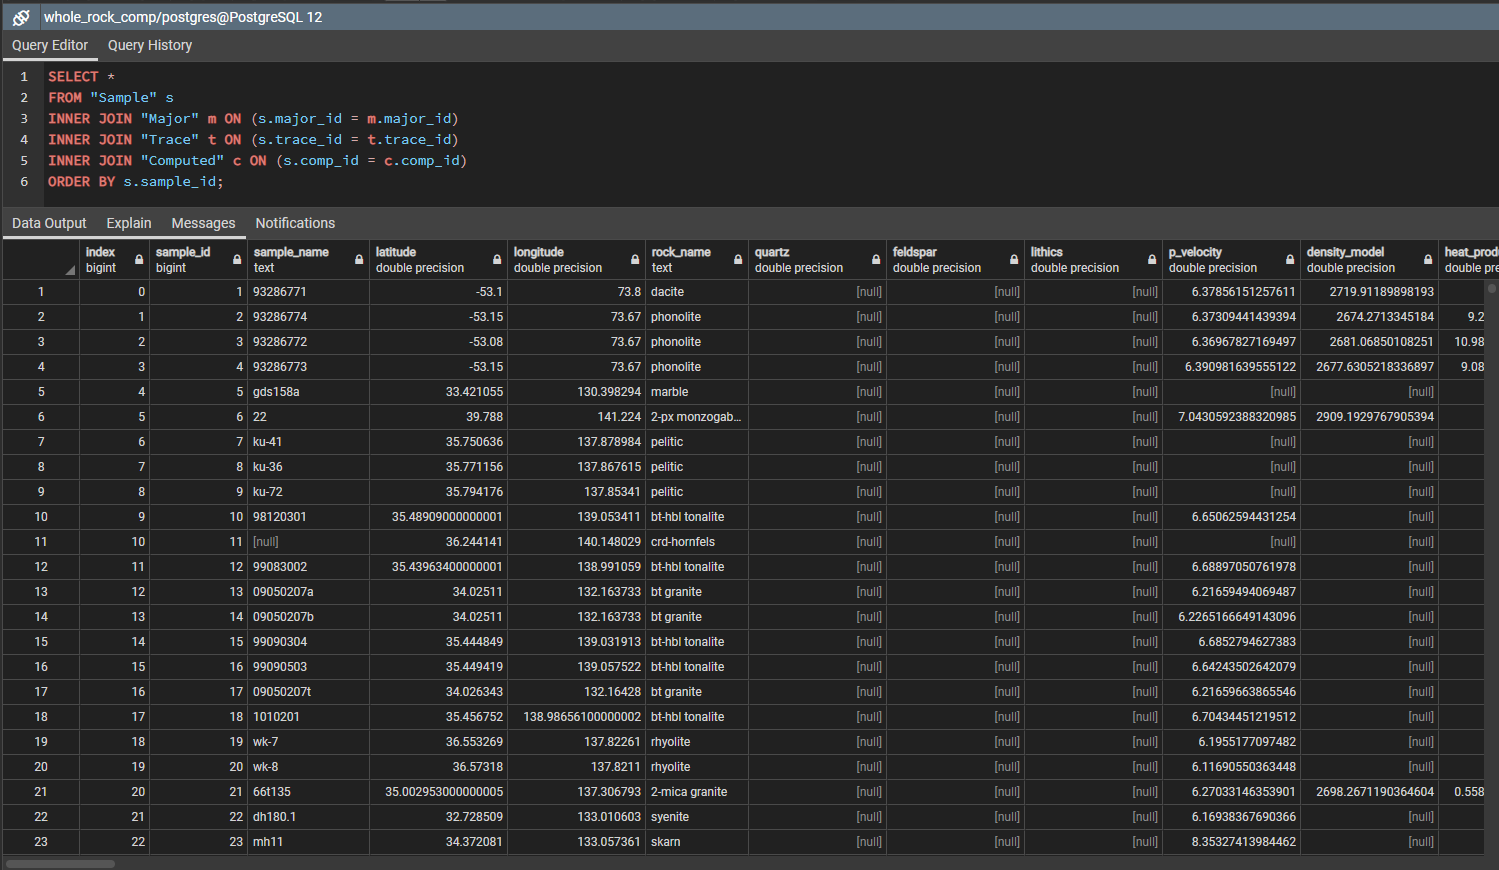 whole_rock_comp/postgres@PostgreSQL 12
Query Editor Query History
1 SELECT *
2 FROM "Sample" s
3 INNER JOIN "Major" m ON (s.major_id = m.major_id)
4 INNER JOIN "Trace" t ON (s.trace_id = t.trace_id)
5 INNER JOIN "Computed" c ON (s.comp_id = c.comp_id)
6 ORDER BY s.sample_id;
Data Output Explain Messages Notifications
index sample_id sample_name latitude longitude rock_name quartz feldspar lithics p_velocity density_model heat_prod
bigint bigint text double precision double precision text double precision double precision double precision double precision double precision double pre
1 0 1 93286771 -53.1 73.8 dacite [null] [null] [null] 6.37856151257611 2719.91189898193
2 1 2 93286774 -53.15 73.67 phonolite [null] [null] [null] 6.37309441439394 2674.2713345184 9.2
3 2 3 93286772 -53.08 73.67 phonolite [null] [null] [null] 6.36967827169497 2681.06850108251 10.98
4 3 4 93286773 -53.15 73.67 phonolite [null] [null] [null] 6.390981639555122 2677.6305218336897 9.08
5 4 5 gds158a 33.421055 130.398294 marble [null] [null] [null] [null] [null]
6 5 6 22 39.788 141.224 2-px monzogab... [null] [null] [null] 7.0430592388320985 2909.1929767905394
7 6 7 ku-41 35.750636 137.878984 pelitic [null] [null] [null] [null] [null]
8 7 8 ku-36 35.771156 137.867615 pelitic [null] [null] [null] [null] [null]
9 8 9 ku-72 35.794176 137.85341 pelitic [null] [null] [null] [null] [null]
10 9 10 98120301 35.48909000000001 139.053411 bt-hbl tonalite [null] [null] [null] 6.65062594431254 [null]
11 10 11 [null] 36.244141 140.148029 crd-hornfels [null] [null] [null] [null] [null]
12 11 12 99083002 35.43963400000001 138.991059 bt-hbl tonalite [null] [null] [null] 6.68897050761978 [null]
13 12 13 09050207a 34.02511 132.163733 bt granite [null] [null] [null] 6.21659494069487 [null]
14 13 14 09050207b 34.02511 132.163733 bt granite [null] [null] [null] 6.2265166649143096 [null]
15 14 15 99090304 35.444849 139.031913 bt-hbl tonalite [null] [null] [null] 6.6852794627383 [null]
16 15 16 99090503 35.449419 139.057522 bt-hbl tonalite [null] [null] [null] 6.64243502642079 [null]
17 16 17 09050207t 34.026343 132.16428 bt granite [null] [null] [null] 6.21659663865546 [null]
18 17 18 1010201 35.456752 138.98656100000002 bt-hbl tonalite [null] [null] [null] 6.70434451219512 [null]
19 18 19 wk-7 36.553269 137.82261 rhyolite [null] [null] [null] 6.1955177097482 [null]
20 19 20 wk-8 36.57318 137.8211 rhyolite [null] [null] [null] 6.11690550363448 [null]
21 20 21 66t135 35.002953000000005 137.306793 2-mica granite [null] [null] [null] 6.27033146353901 2698.2671190364604 0.558
22 21 22 dh180.1 32.728509 133.010603 syenite [null] [null] [null] 6.16938367690366 [null]
23 22 23 mh11 34.372081 133.057361 skarn [null] [null] [null] 8.35327413984462 [null]